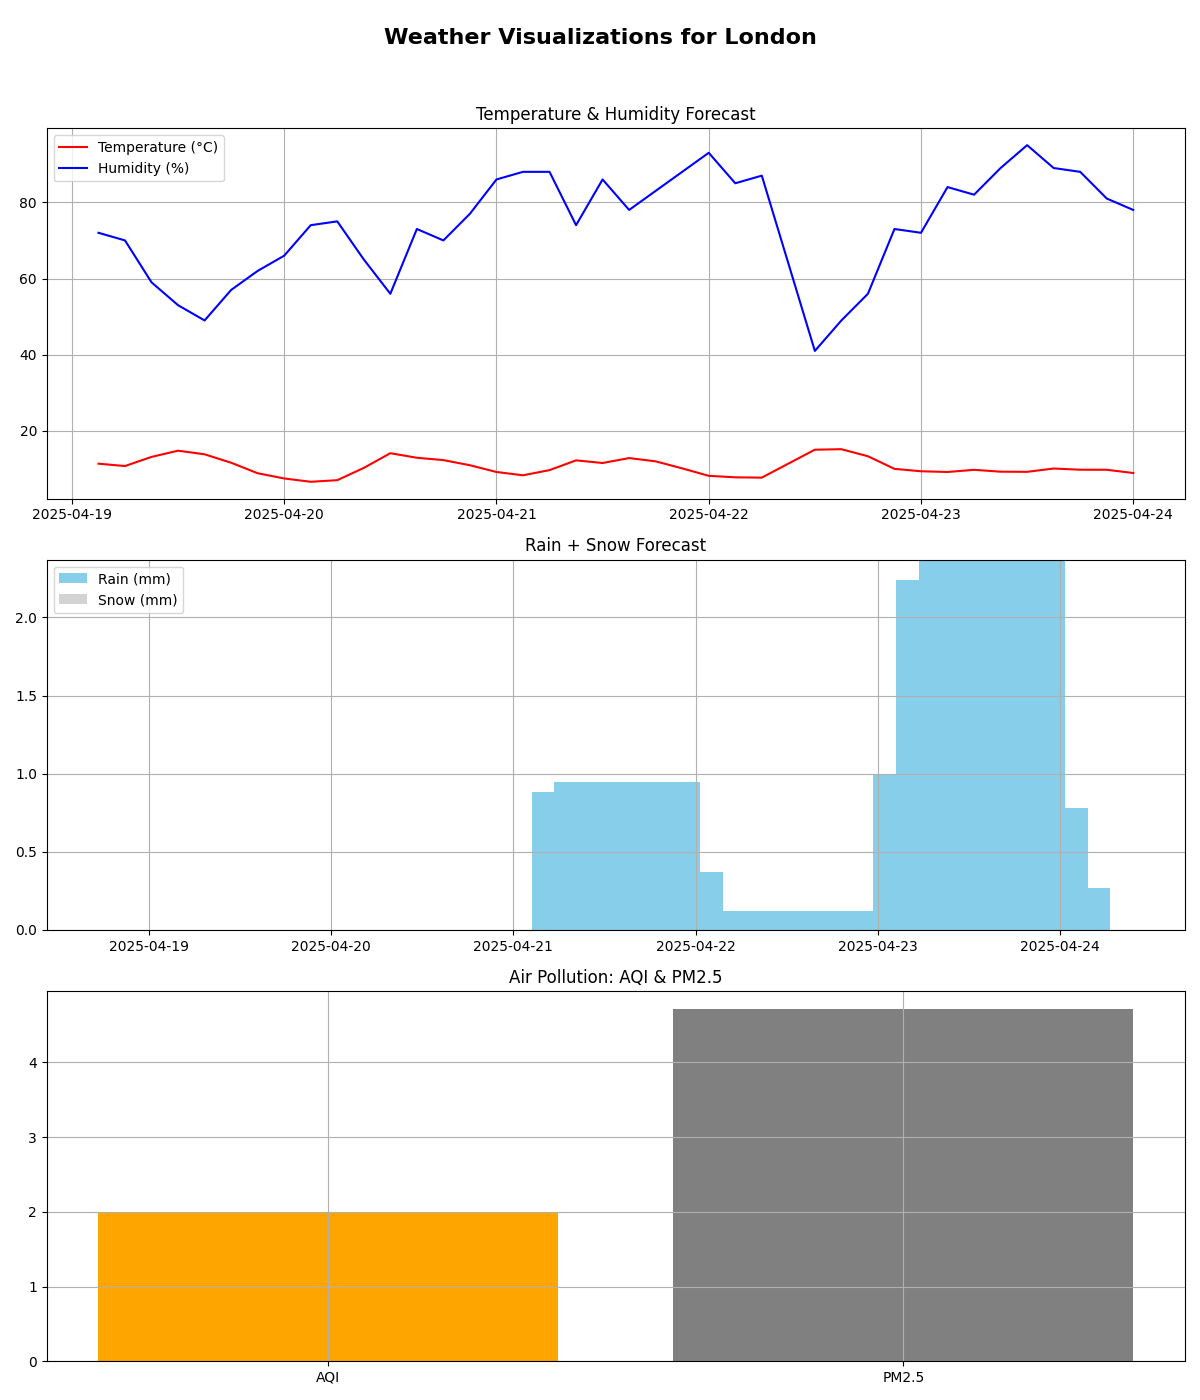 Weather Visualizations for London
Temperature & Humidity Forecast
Temperature (°C)
Humidity (%)
80
60
40
20
2025-04-19 2025-04-20 2025-04-21 2025-04-22 2025-04-23 2025-04-24
Rain + Snow Forecast
Rain (mm)
Snow (mm)
2.0
1.5
1.0
0.5
0.0
2025-04-19 2025-04-20 2025-04-21 2025-04-22 2025-04-23 2025-04-24
Air Pollution: AQI & PM2.5
4
3
2
1
0
AQI PM2.5